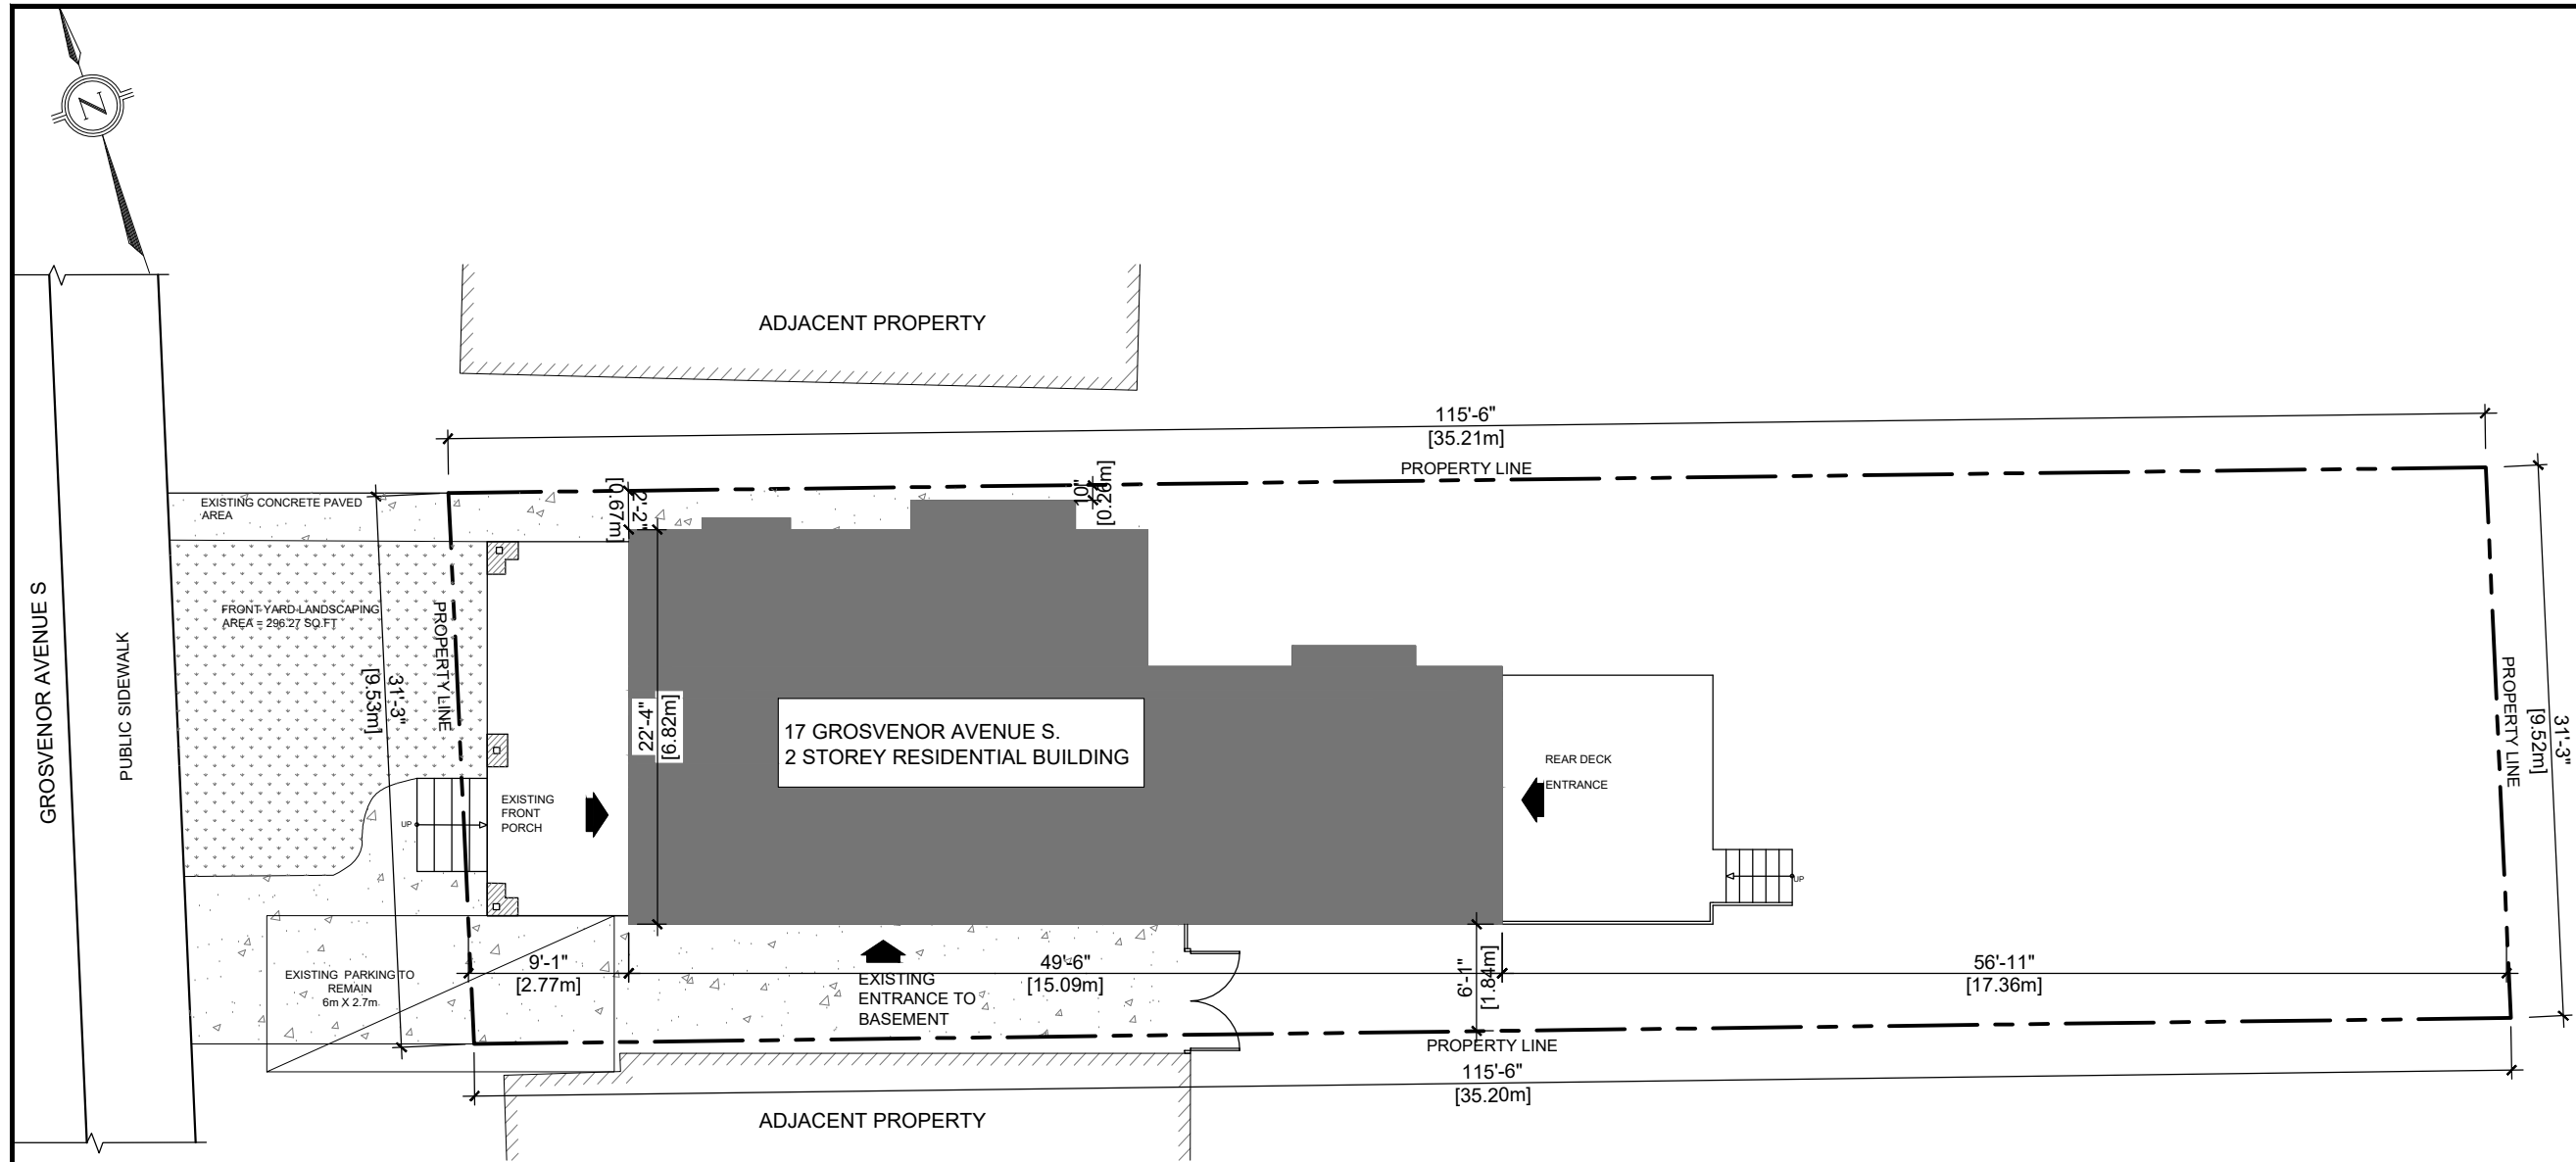 N
ADJACENT PROPERTY
115'-6"
[35.21m]
PROPERTY LINE
EXISTING CONCRETE PAVED
AREA
2'-2"
[0.67m]
10"
[0.26m]
FRONT YARD LANDSCAPING
AREA = 296.27 SQ.FT
GROSVENOR AVENUE S
PUBLIC SIDEWALK
31'-3"
[9.53m]
PROPERTY LINE
22'-4"
[6.82m]
17 GROSVENOR AVENUE S.
2 STOREY RESIDENTIAL BUILDING
REAR DECK
ENTRANCE
PROPERTY LINE
31'-3"
[9.52m]
EXISTING
FRONT
PORCH
UP
UP
EXISTING PARKING TO
REMAIN
6m X 2.7m
9'-1"
[2.77m]
EXISTING
ENTRANCE TO
BASEMENT
49'-6"
[15.09m]
6'-1"
[1.84m]
56'-11"
[17.36m]
PROPERTY LINE
115'-6"
[35.20m]
ADJACENT PROPERTY